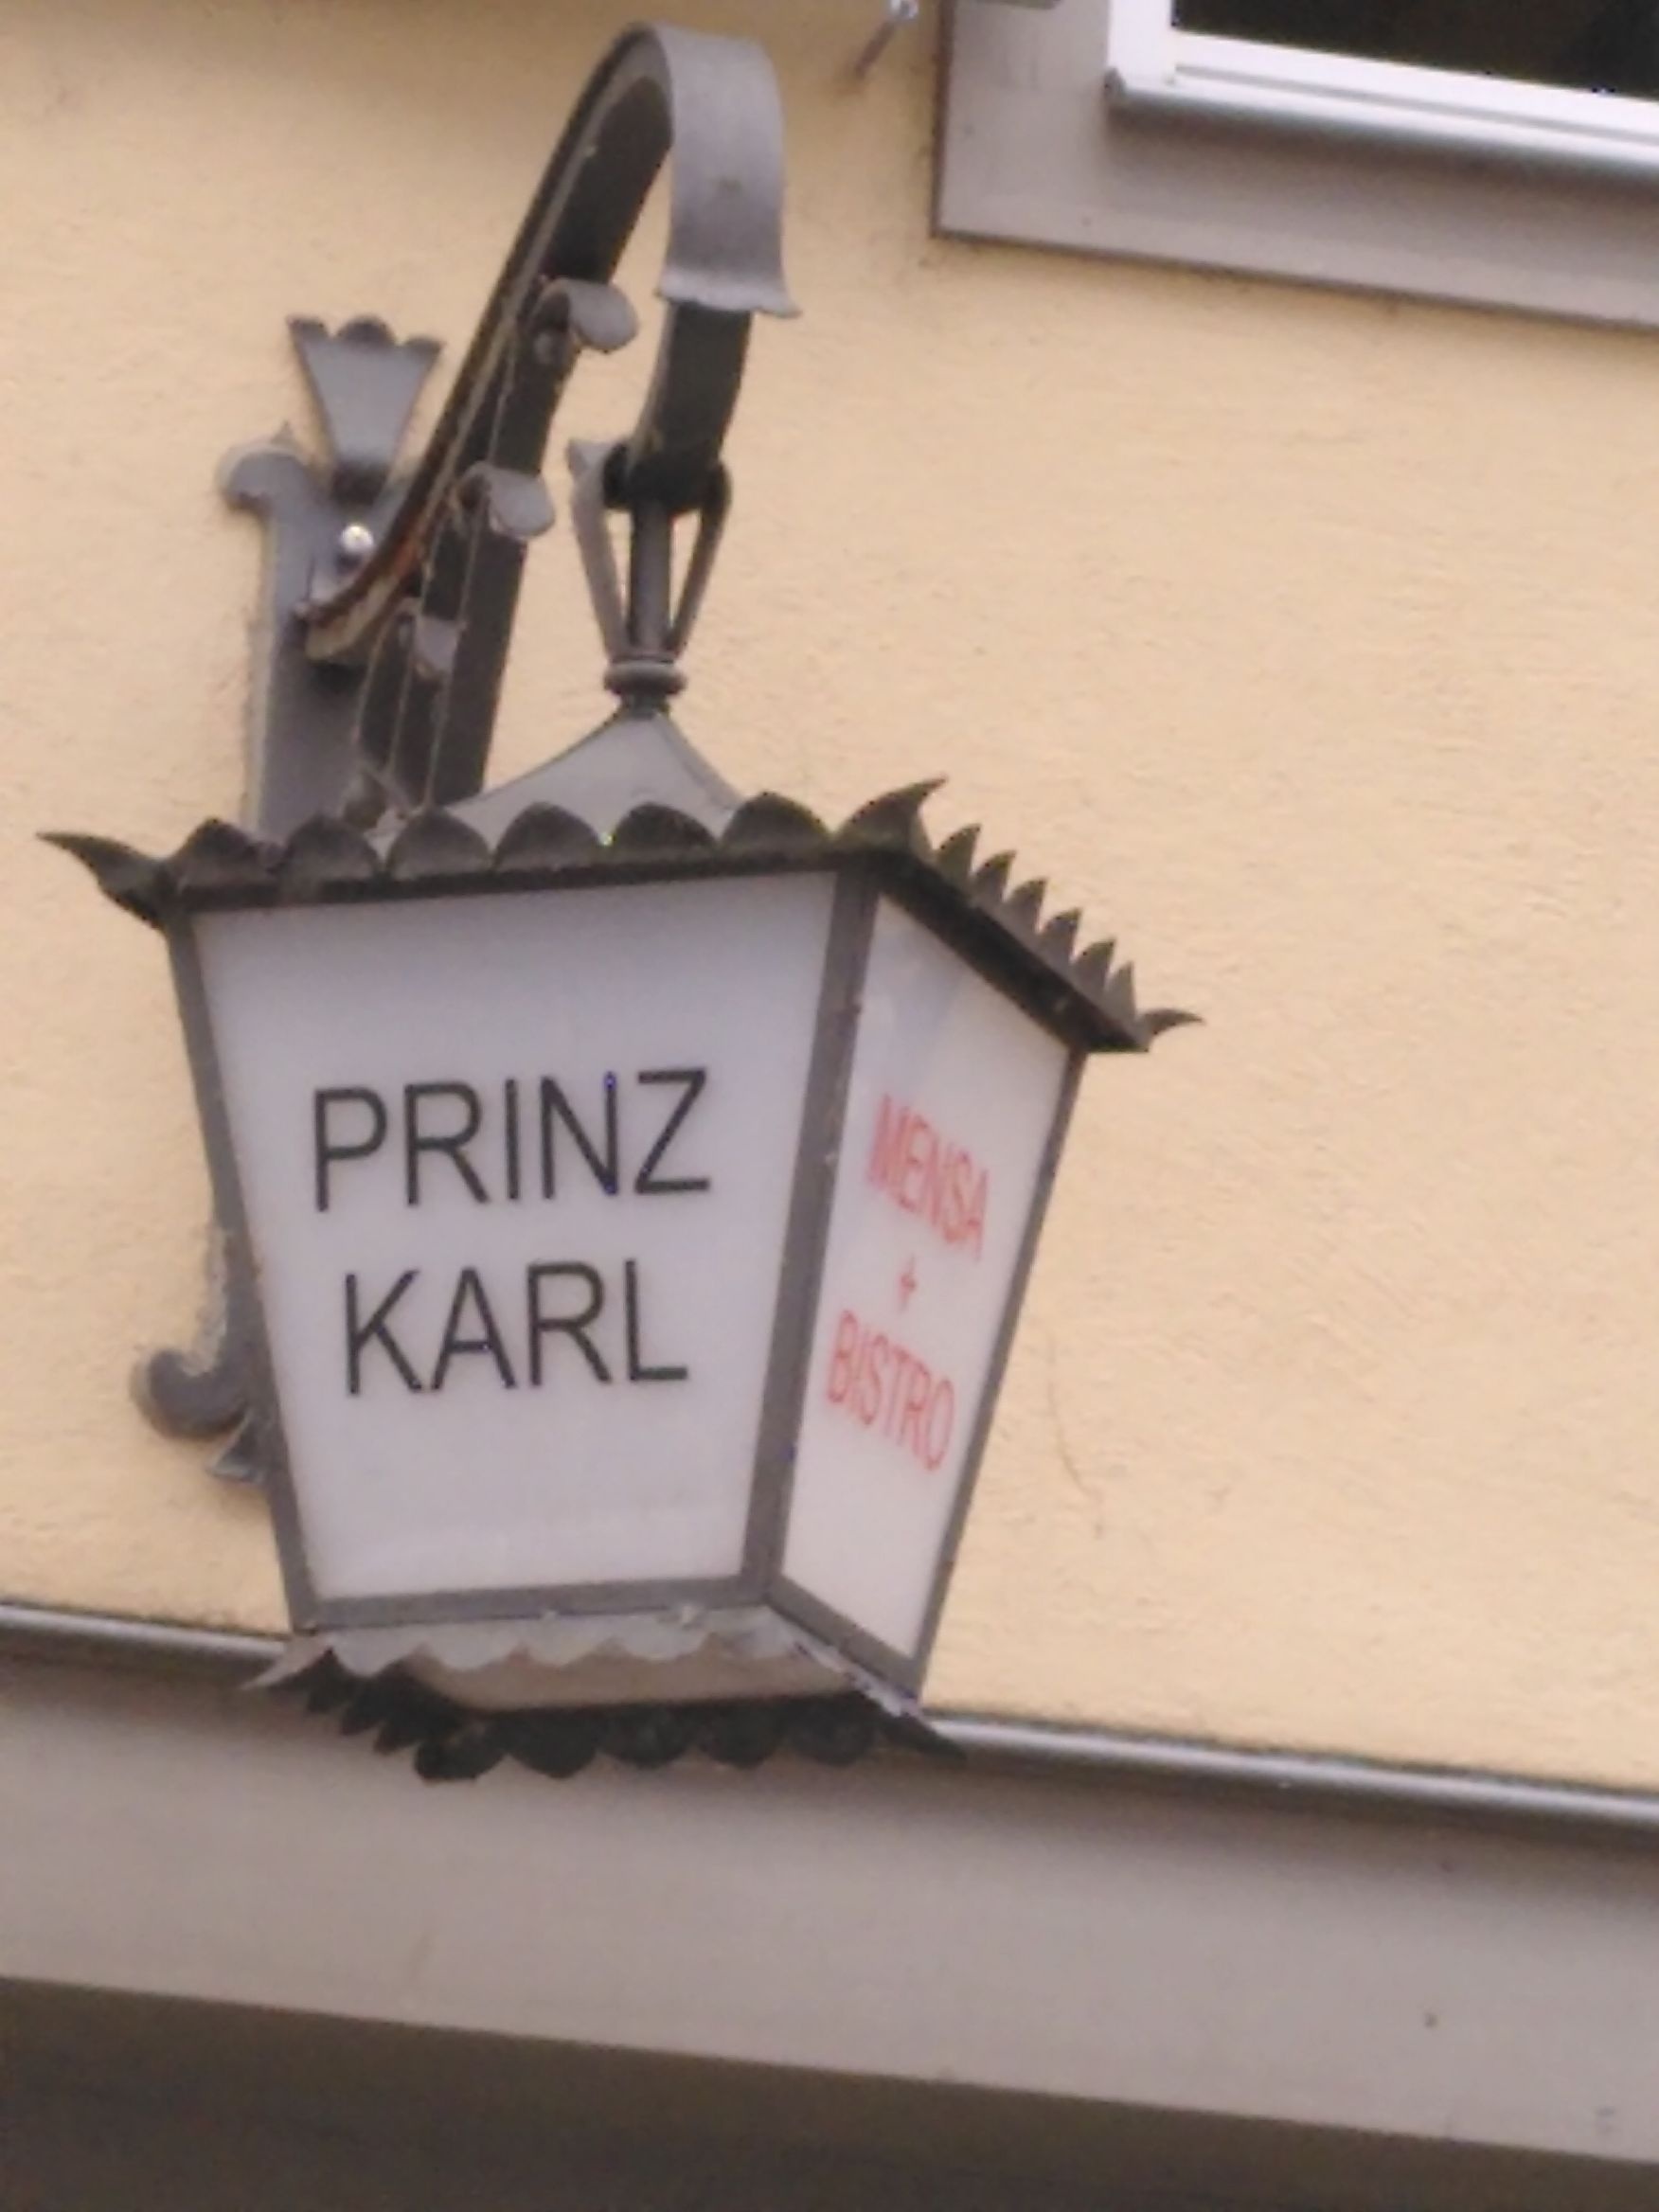 PRINZ
KARL
MENSA
+
BISTRO